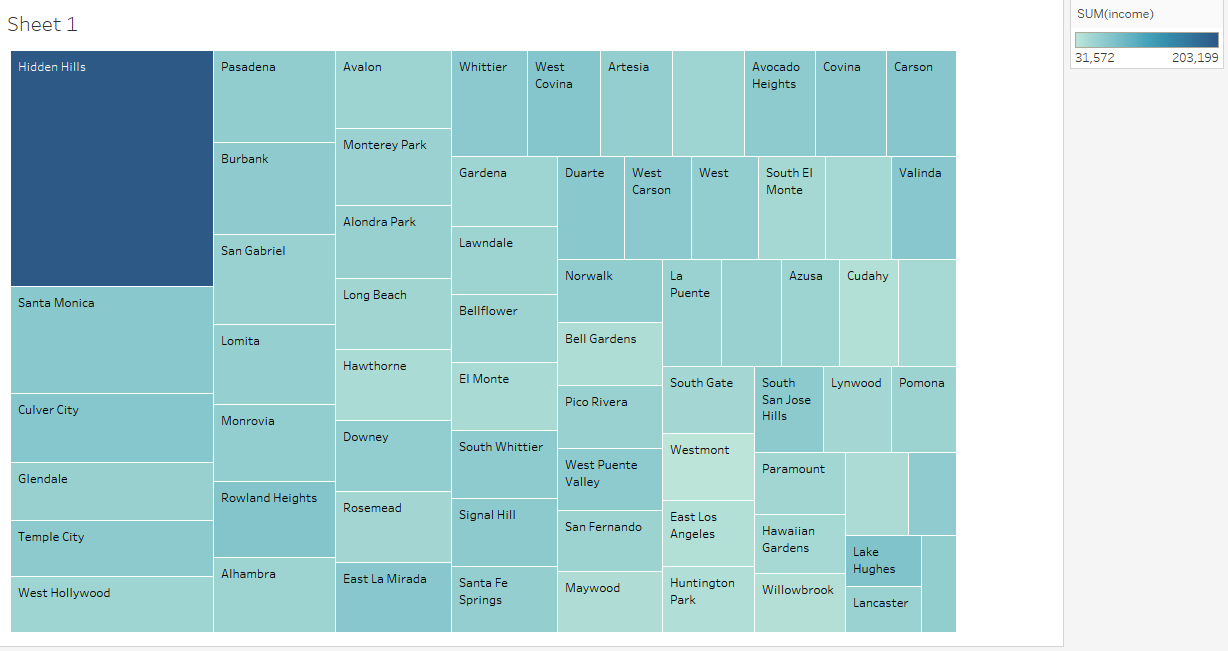 Sheet 1
SUM(income)
31,572
203,199
Hidden Hills
Santa Monica
Culver City
Glendale
Temple City
West Hollywood
Pasadena
Burbank
San Gabriel
Lomita
Monrovia
Rowland Heights
Alhambra
Avalon
Monterey Park
Alondra Park
Long Beach
Hawthorne
Downey
Rosemead
East La Mirada
Whittier
West
Covina
Artesia
Avocado
Heights
Covina
Carson
Gardena
Lawndale
Bellflower
El Monte
South Whittier
Signal Hill
Santa Fe
Springs
Duarte
West
Carson
West
South El
Monte
Valinda
Norwalk
Bell Gardens
Pico Rivera
West Puente
Valley
San Fernando
Maywood
La
Puente
Azusa
Cudahy
South Gate
Westmont
East Los
Angeles
Huntington
Park
South
San Jose
Hills
Lynwood
Pomona
Paramount
Hawaiian
Gardens
Willowbrook
Lake
Hughes
Lancaster